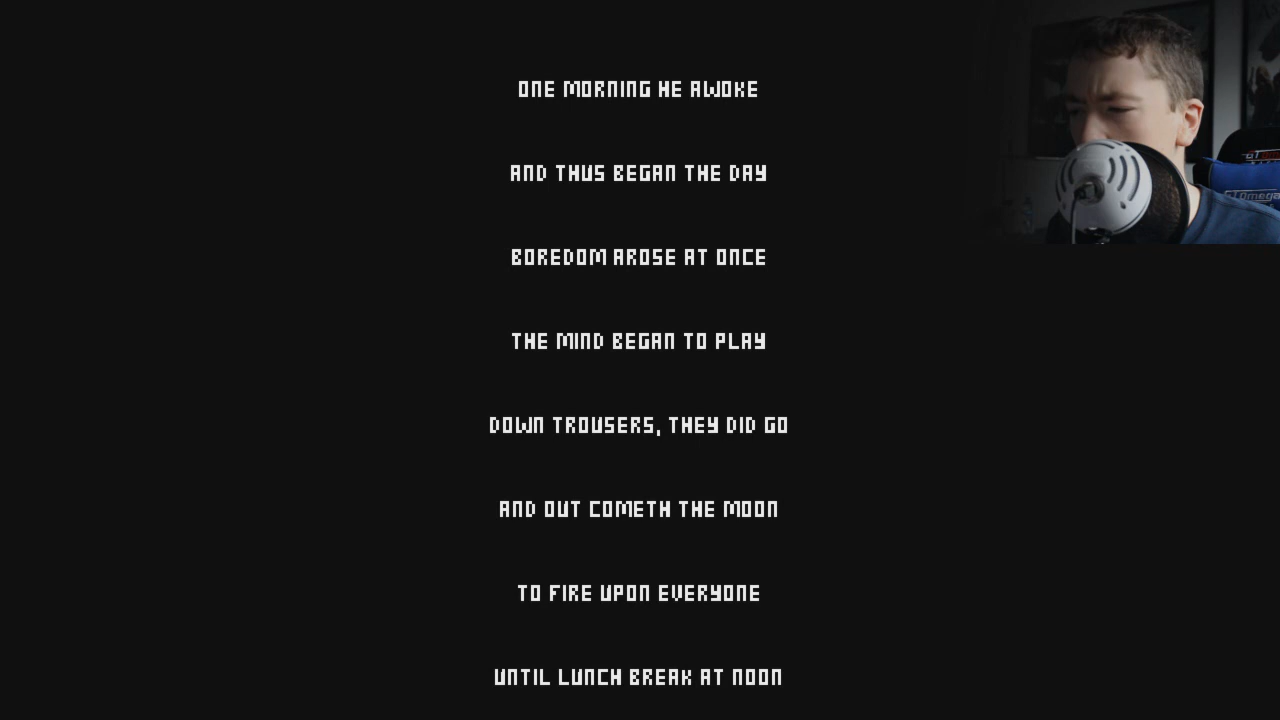 ONE MORNING HE AWOKE
AND THUS BEGAN THE DAY
BOREDOM AROSE AT ONCE
THE MIND BEGAN TO PLAY
DOWN TROUSERS, THEY DID GO
AND OUT COMETH THE MOON
TO FIRE UPON EVERYONE
UNTIL LUNCH BREAK AT NOON
GTOmega